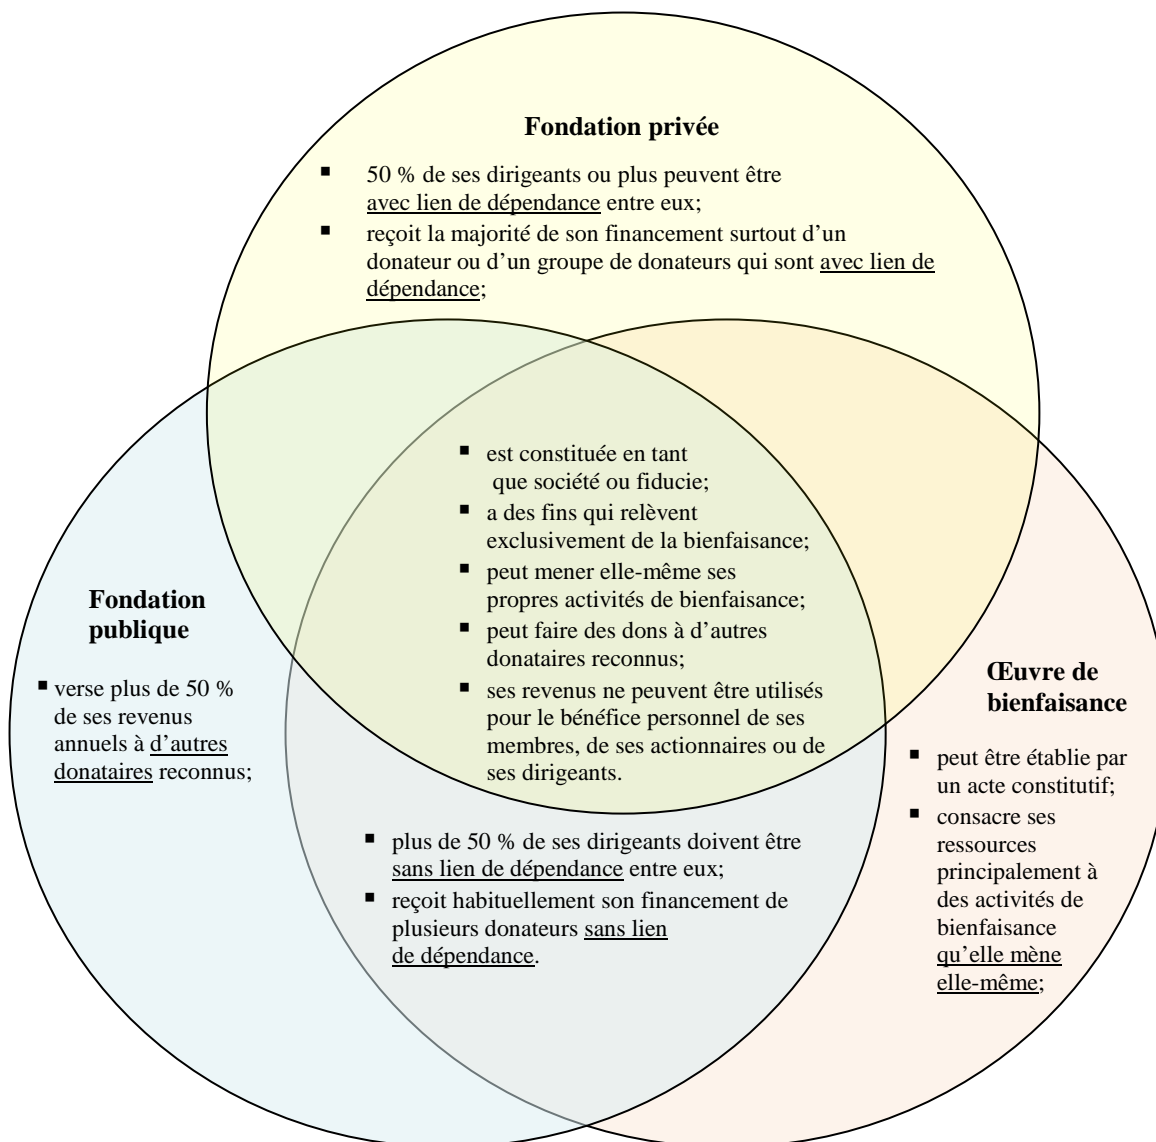 Fondation privée
▪ 50 % de ses dirigeants ou plus peuvent être
avec lien de dépendance entre eux;
▪ reçoit la majorité de son financement surtout d'un
donateur ou d'un groupe de donateurs qui sont avec lien de
dépendance;
▪ est constituée en tant
que société ou fiducie;
▪ a des fins qui relèvent
exclusivement de la bienfaisance;
▪ peut mener elle-même ses
propres activités de bienfaisance;
▪ peut faire des dons à d'autres
donataires reconnus;
▪ ses revenus ne peuvent être utilisés
pour le bénéfice personnel de ses
membres, de ses actionnaires ou de
ses dirigeants.
Fondation
publique
▪ verse plus de 50 %
de ses revenus
annuels à d'autres
donataires reconnus;
Œuvre de
bienfaisance
▪ peut être établie par
un acte constitutif;
▪ consacre ses
ressources
principalement à
des activités de
bienfaisance
qu'elle mène
elle-même;
▪ plus de 50 % de ses dirigeants doivent être
sans lien de dépendance entre eux;
▪ reçoit habituellement son financement de
plusieurs donateurs sans lien
de dépendance.